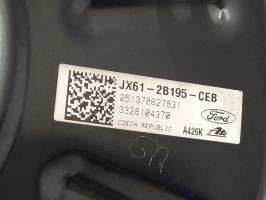 JX61-2B195-CEB
251378627831
3328104370
CZECH REPUBLIC
A426K
Ford
Ate